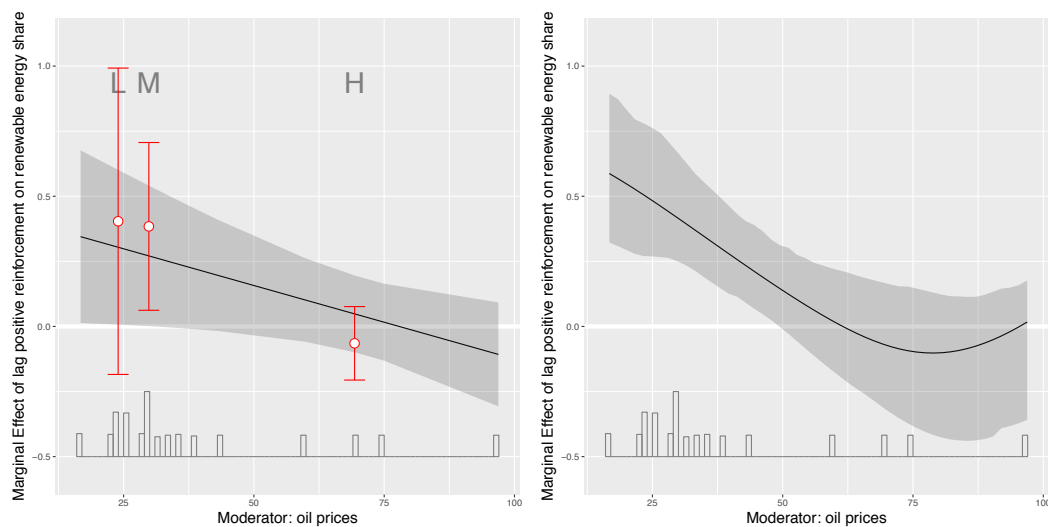 Marginal Effect of lag positive reinforcement on renewable energy share
1.0
0.5
0.0
−0.5
L M H
25 50 75 100
Moderator: oil prices
Marginal Effect of lag positive reinforcement on renewable energy share
1.0
0.5
0.0
−0.5
25 50 75 100
Moderator: oil prices